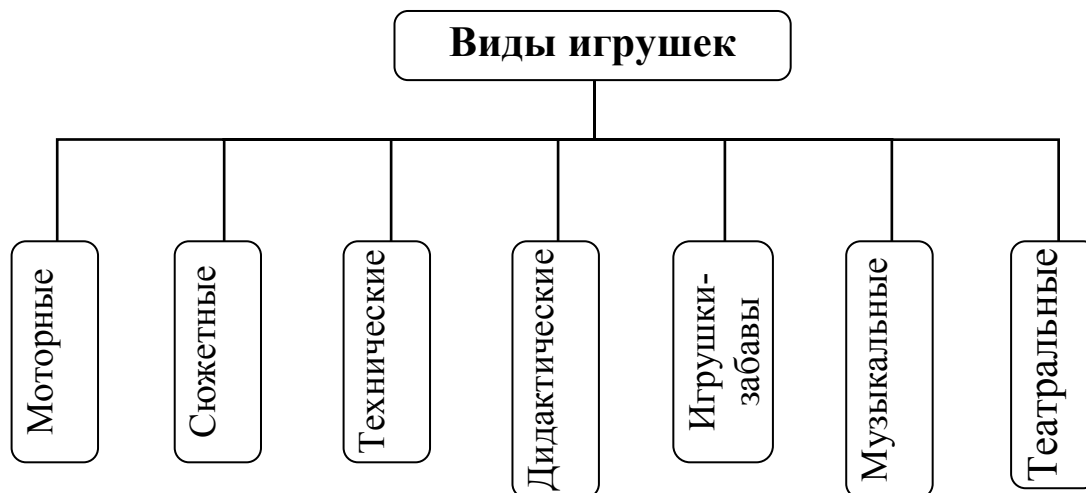 Виды игрушек
Моторные
Сюжетные
Технические
Дидактические
Игрушки-
забавы
Музыкальные
Театральные